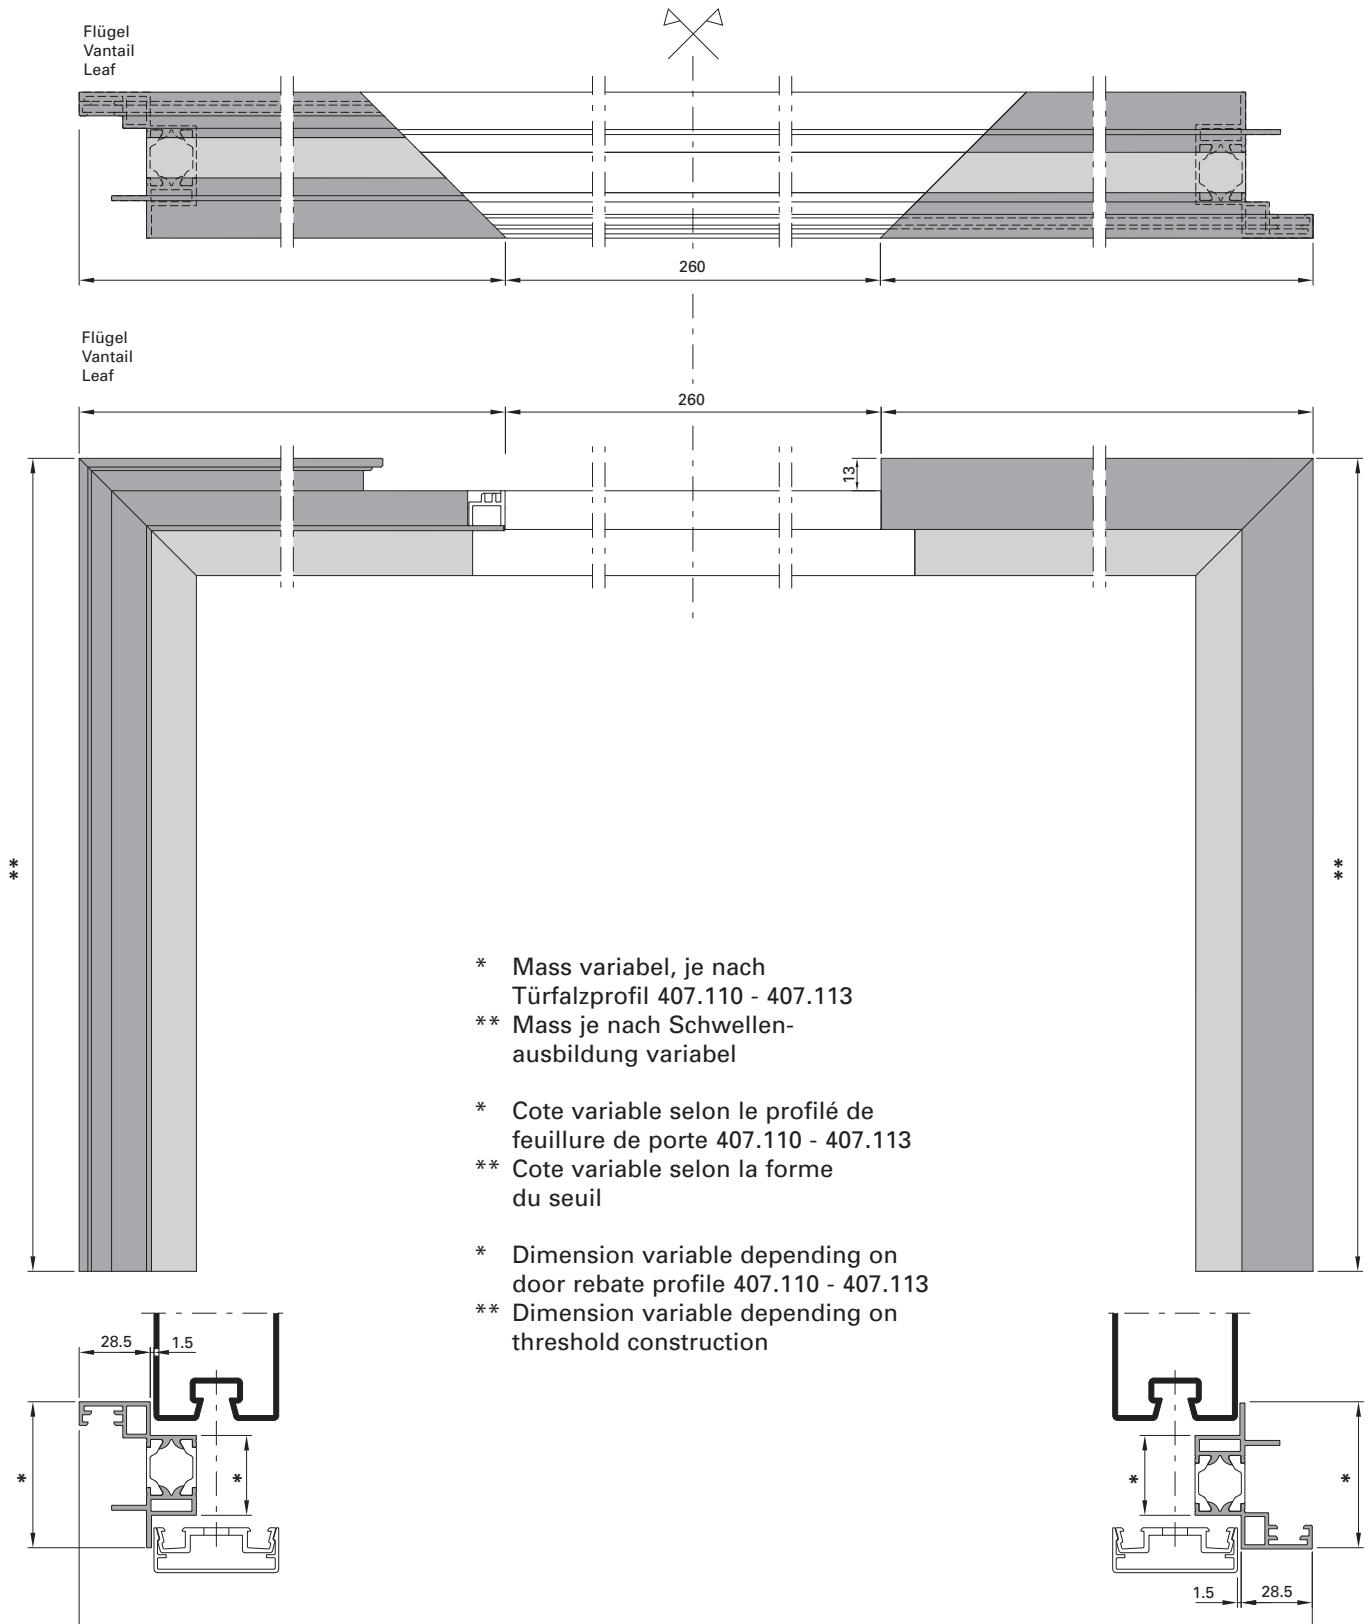 Flügel
Vantail
Leaf
260
Flügel
Vantail
Leaf
260
13
**
**
* Mass variabel, je nach
Türfalzprofil 407.110 - 407.113
** Mass je nach Schwellen-
ausbildung variabel
* Cote variable selon le profilé de
feuillure de porte 407.110 - 407.113
** Cote variable selon la forme
du seuil
* Dimension variable depending on
door rebate profile 407.110 - 407.113
** Dimension variable depending on
threshold construction
28.5 1.5
*
*
*
*
1.5 28.5